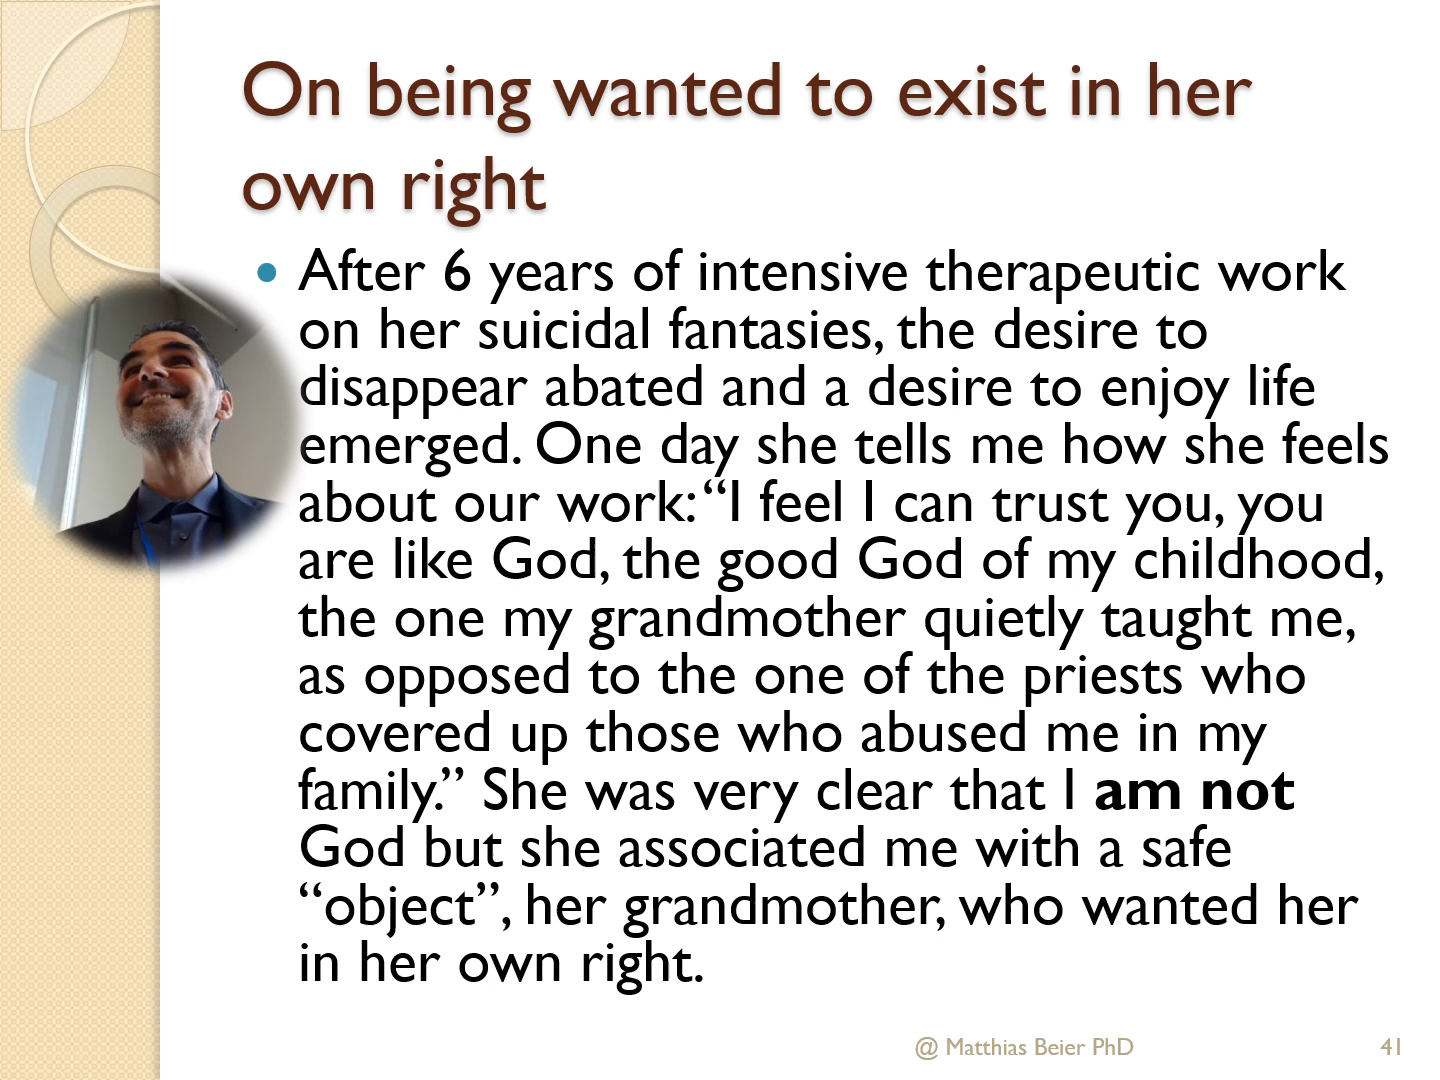 On being wanted to exist in her
own right
• After 6 years of intensive therapeutic work
on her suicidal fantasies, the desire to
disappear abated and a desire to enjoy life
emerged. One day she tells me how she feels
about our work: “I feel I can trust you, you
are like God, the good God of my childhood,
the one my grandmother quietly taught me,
as opposed to the one of the priests who
covered up those who abused me in my
family.” She was very clear that I am not
God but she associated me with a safe
“object”, her grandmother, who wanted her
in her own right.
@ Matthias Beier PhD
41